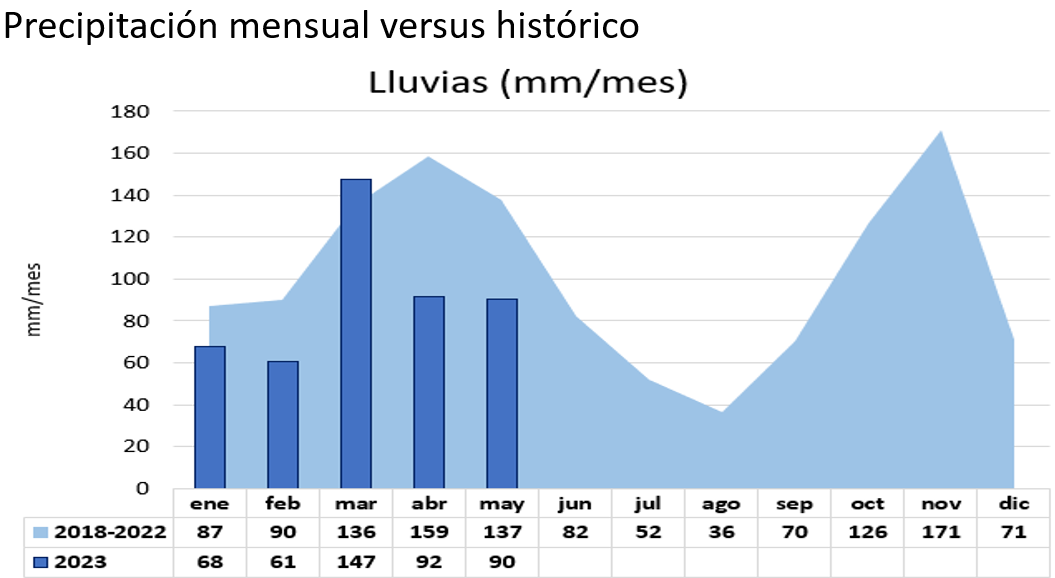 Precipitación mensual versus histórico
Lluvias (mm/mes)
180
160
140
120
100
80
60
40
20
0
mm/mes
ene feb mar abr may jun jul ago sep oct nov dic
2018-2022 87 90 136 159 137 82 52 36 70 126 171 71
2023 68 61 147 92 90